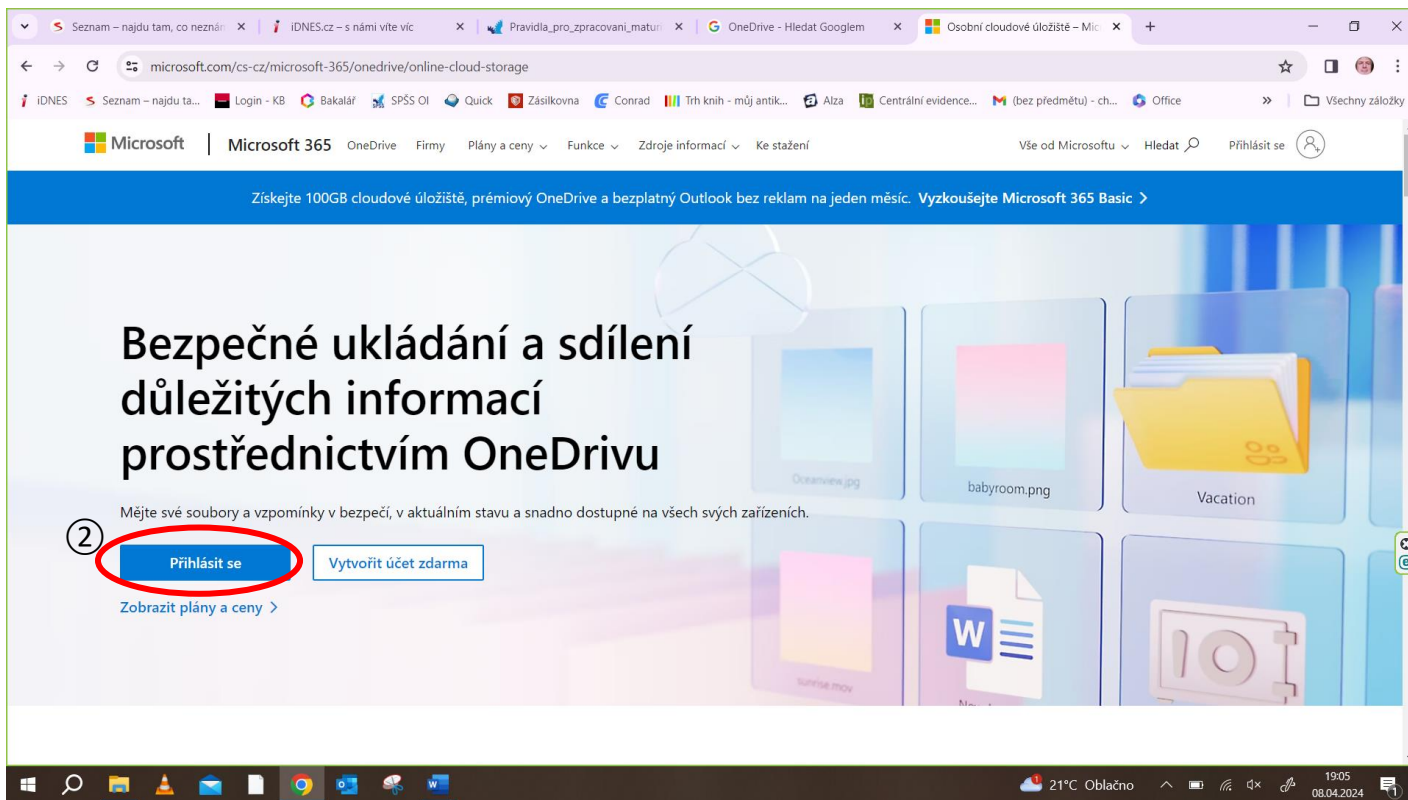 Seznam – najdu tam, co neznám
iDNES.cz – s námi víte víc
Pravidla_pro_zpracovani_matur
OneDrive - Hledat Googlem
Osobní cloudové úložiště – Mic
microsoft.com/cs-cz/microsoft-365/onedrive/online-cloud-storage
iDNES
Seznam – najdu ta...
Login - KB
Bakalář
SPŠS Ol
Quick
Zásilkovna
Conrad
Trh knih - můj antik...
Alza
Centrální evidence...
(bez předmětu) - ch...
Office
»
Všechny záložky
Microsoft
Microsoft 365
OneDrive
Firmy
Plány a ceny
Funkce
Zdroje informací
Ke stažení
Vše od Microsoftu
Hledat
Přihlásit se
Získejte 100GB cloudové úložiště, prémiový OneDrive a bezplatný Outlook bez reklam na jeden měsíc. Vyzkoušejte Microsoft 365 Basic >
Bezpečné ukládání a sdílení
důležitých informací
prostřednictvím OneDrivu
Mějte své soubory a vzpomínky v bezpečí, v aktuálním stavu a snadno dostupné na všech svých zařízeních.
②
Přihlásit se
Vytvořit účet zdarma
Zobrazit plány a ceny >
Oceanview.jpg
babyroom.png
Vacation
sunrise.mov
W
21°C Oblačno
19:05
08.04.2024
1